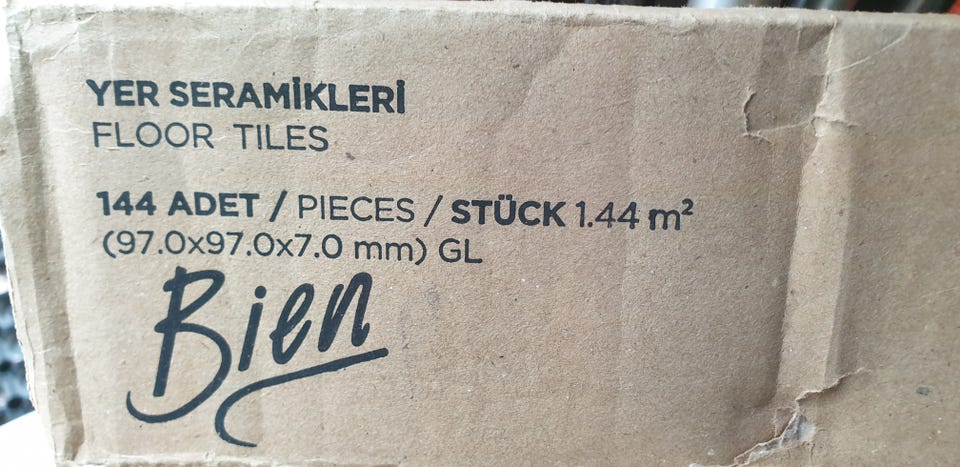 YER SERAMİKLERİ
FLOOR TILES
144 ADET / PIECES / STÜCK 1.44 m²
(97.0x97.0x7.0 mm) GL
Bien